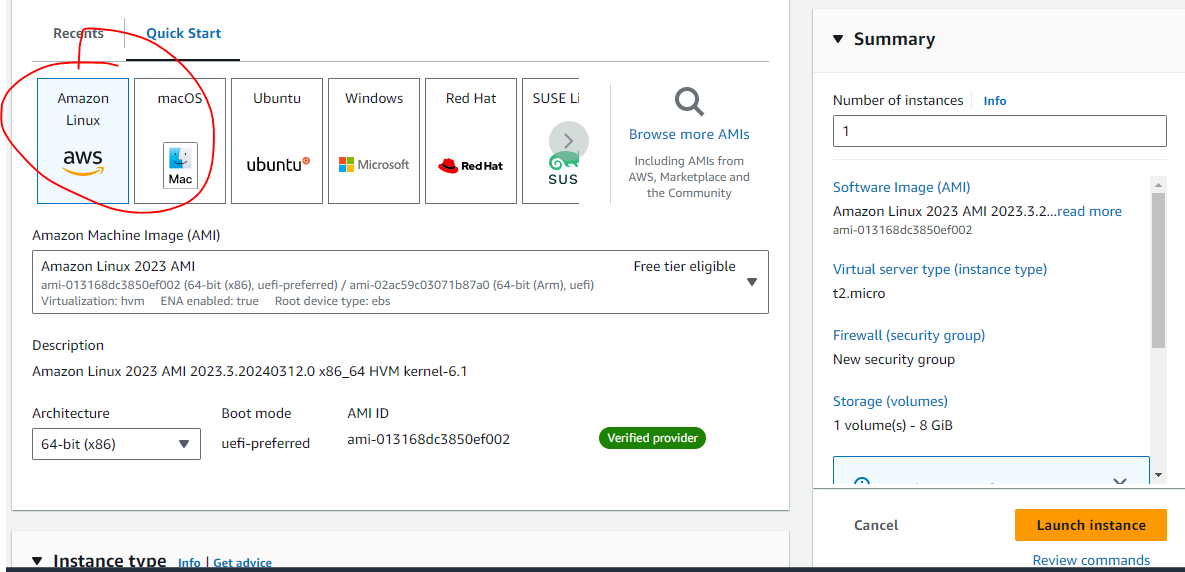 Recents
Quick Start
Amazon
Linux
aws
macOS
Mac
Ubuntu
ubuntu
Windows
Microsoft
Red Hat
Red Hat
SUSE Li
SUS
Browse more AMIs
Including AMIs from
AWS, Marketplace and
the Community
Amazon Machine Image (AMI)
Amazon Linux 2023 AMI
Free tier eligible
ami-013168dc3850ef002 (64-bit (x86), uefi-preferred) / ami-02ac59c03071b87a0 (64-bit (Arm), uefi)
Virtualization: hvm ENA enabled: true Root device type: ebs
Description
Amazon Linux 2023 AMI 2023.3.20240312.0 x86_64 HVM kernel-6.1
Architecture
64-bit (x86)
Boot mode
uefi-preferred
AMI ID
ami-013168dc3850ef002
Verified provider
Instance type Info | Get advice
Summary
Number of instances Info
1
Software Image (AMI)
Amazon Linux 2023 AMI 2023.3.2...read more
ami-013168dc3850ef002
Virtual server type (instance type)
t2.micro
Firewall (security group)
New security group
Storage (volumes)
1 volume(s) - 8 GiB
Cancel
Launch instance
Review commands